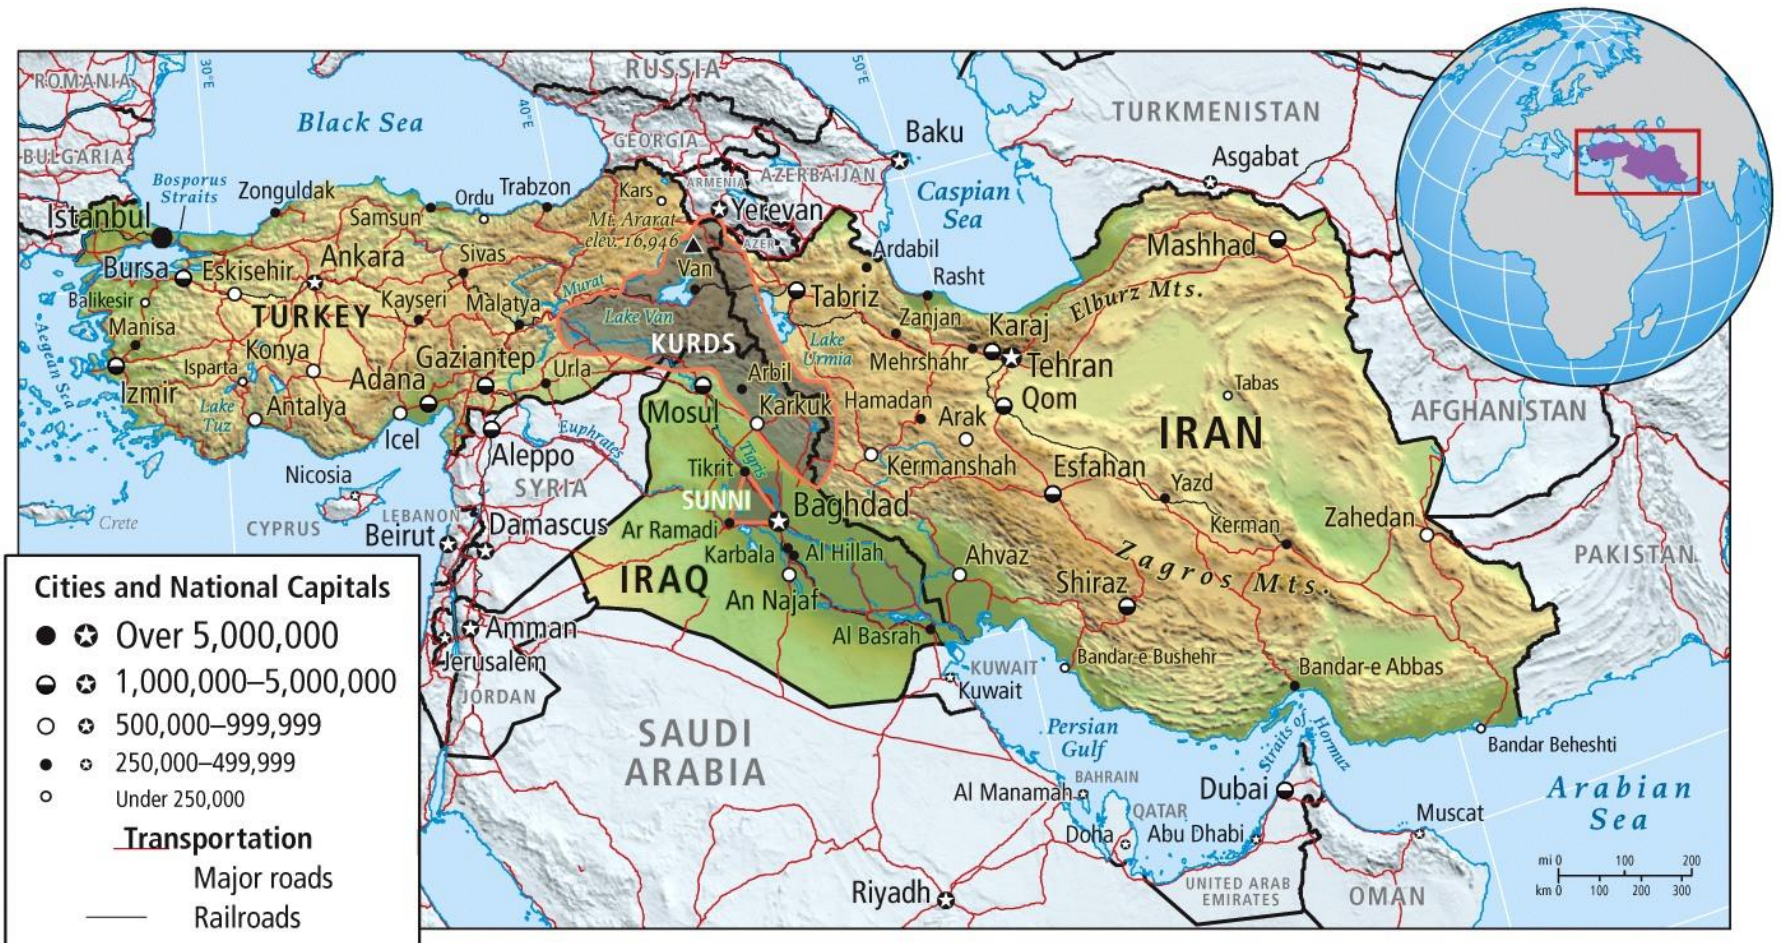 RUSSIA
ROMANIA
30°E
50°E
40°E
Black Sea
TURKMENISTAN
Baku
GEORGIA
BULGARIA
Asgabat
Bosporus
Straits
Zonguldak
Ordu
Trabzon
Kars
ARMENIA
AZERBAIJAN
Caspian
Sea
Istanbul
Samsun
Mt. Ararat
elev. 16,946
Yerevan
AZER.
Mashhad
Ardabil
Bursa
Eskisehir
Ankara
Sivas
Van
Rasht
Balikesir
Kayseri
Malatya
Murat
Tabriz
Elburz Mts.
Manisa
TURKEY
Lake Van
Zanjan
Karaj
Aegean Sea
Konya
KURDS
Lake
Urmia
Isparta
Gaziantep
Mehrshahr
Tehran
Izmir
Adana
Urla
Arbil
Tabas
Lake
Tuz
Antalya
Mosul
Karkuk
Hamadan
Arak
Qom
AFGHANISTAN
Icel
Euphrates
IRAN
Aleppo
Tikrit
Tigris
Kermanshah
Esfahan
Nicosia
SYRIA
SUNNI
Baghdad
Yazd
Crete
CYPRUS
LEBANON
Beirut
Damascus
Ar Ramadi
Kerman
Zahedan
Karbala
Al Hillah
Ahvaz
Zagros Mts.
PAKISTAN
IRAQ
An Najaf
Shiraz
Amman
Al Basrah
Jerusalem
KUWAIT
Kuwait
Bandar-e Bushehr
Bandar-e Abbas
JORDAN
SAUDI
ARABIA
Persian
Gulf
Straits of
Hormuz
Bandar Beheshti
Al Manamah
BAHRAIN
Dubai
Arabian
Sea
QATAR
Doha
Abu Dhabi
Muscat
Riyadh
UNITED ARAB
EMIRATES
OMAN
mi 0 100 200
km 0 100 200 300
Cities and National Capitals
Over 5,000,000
1,000,000–5,000,000
500,000–999,999
250,000–499,999
Under 250,000
Transportation
Major roads
Railroads